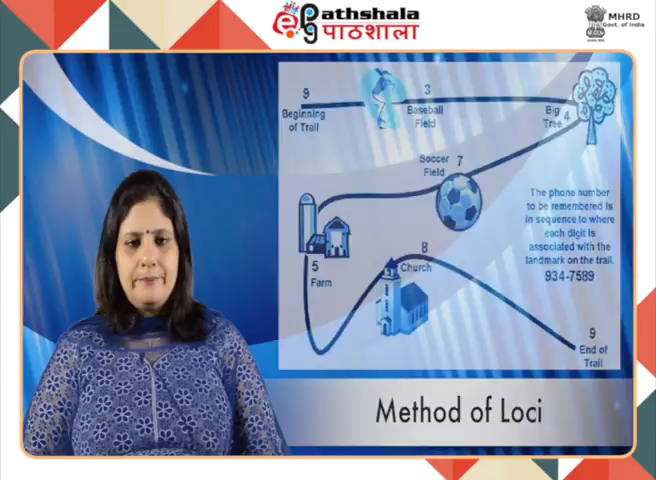 ePathshala
पाठशाला
MHRD
Govt. of India
9
Beginning
of Trail
3
Baseball
Field
Big
Tree
4
Soccer
Field
7
The phone number
to be remembered is
in sequence to where
each digit is
associated with the
landmark on the trail.
934-7589
5
Farm
8
Church
9
End of
Trail
Method of Loci